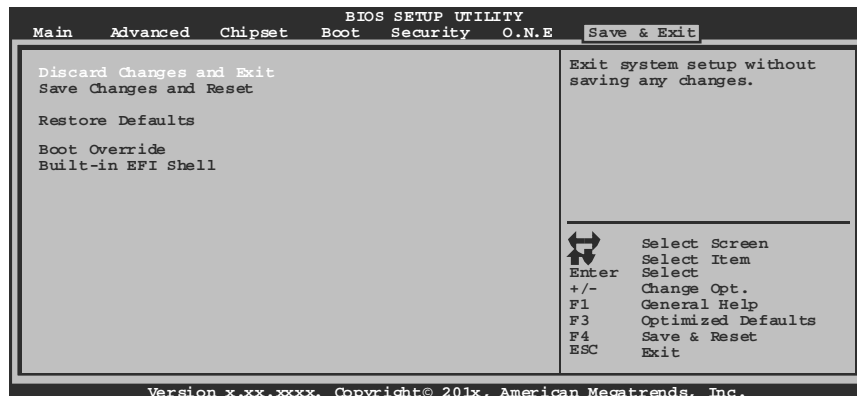 BIOS SETUP UTILITY
Main Advanced Chipset Boot Security O.N.E Save & Exit
Discard Changes and Exit
Save Changes and Reset
Restore Defaults
Boot Override
Built-in EFI Shell
Exit system setup without
saving any changes.
Select Screen
Select Item
Enter Select
+/- Change Opt.
F1 General Help
F3 Optimized Defaults
F4 Save & Reset
ESC Exit
Version x.xx.xxxx. Copyright© 201x, American Megatrends, Inc.